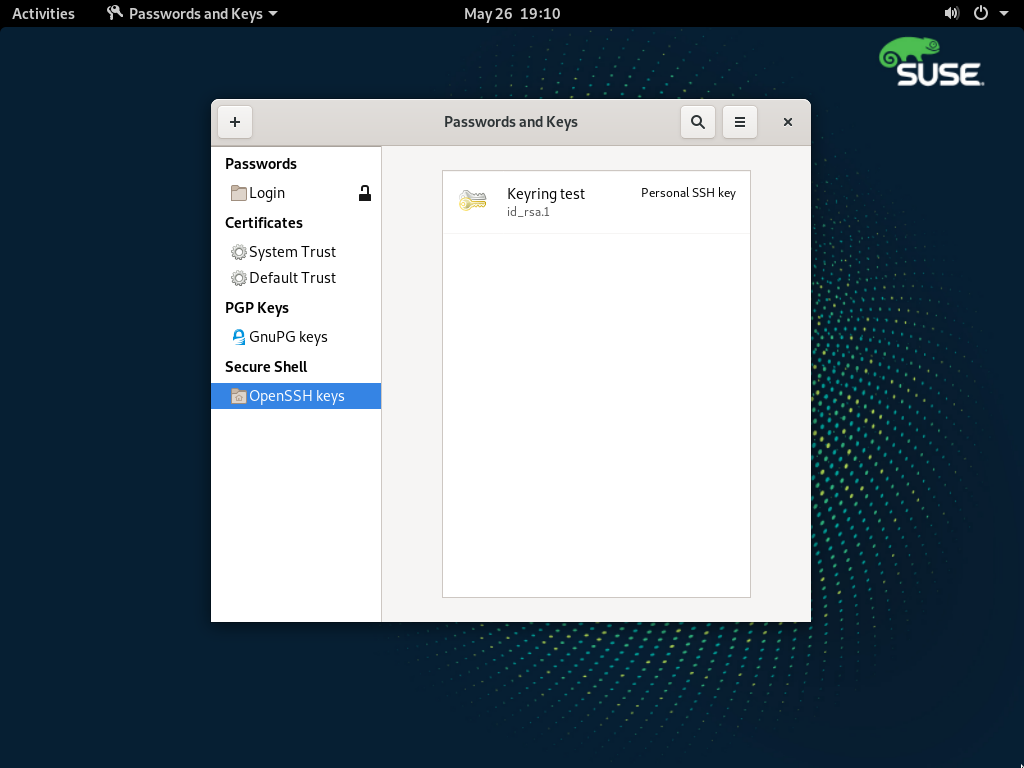 Activities Passwords and Keys May 26 19:10
SUSE
Passwords and Keys
Passwords
Login
Certificates
System Trust
Default Trust
PGP Keys
GnuPG keys
Secure Shell
OpenSSH keys
Keyring test Personal SSH key
id_rsa.1